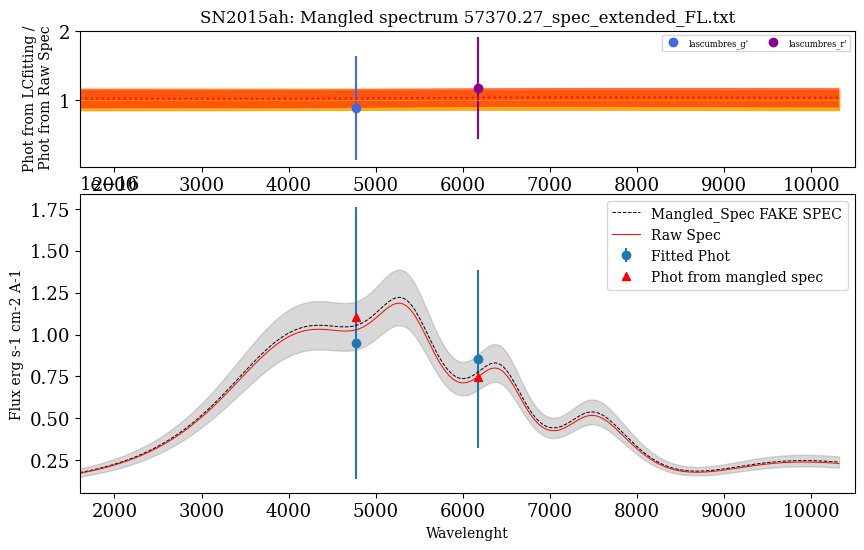 SN2015ah: Mangled spectrum 57370.27_spec_extended_FL.txt
Phot from LCfitting /
Phot from Raw Spec
2
1
lascumbres_g'
lascumbres_r'
2000 3000 4000 5000 6000 7000 8000 9000 10000
1e−16
Flux erg s-1 cm-2 A-1
1.75
1.50
1.25
1.00
0.75
0.50
0.25
Mangled_Spec FAKE SPEC
Raw Spec
Fitted Phot
Phot from mangled spec
2000 3000 4000 5000 6000 7000 8000 9000 10000
Wavelenght